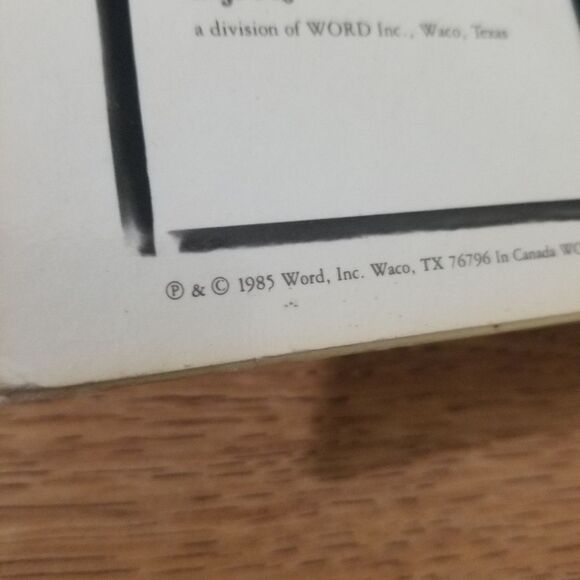 a division of WORD Inc., Waco, Texas
Ⓟ & © 1985 Word, Inc. Waco, TX 76796 In Canada